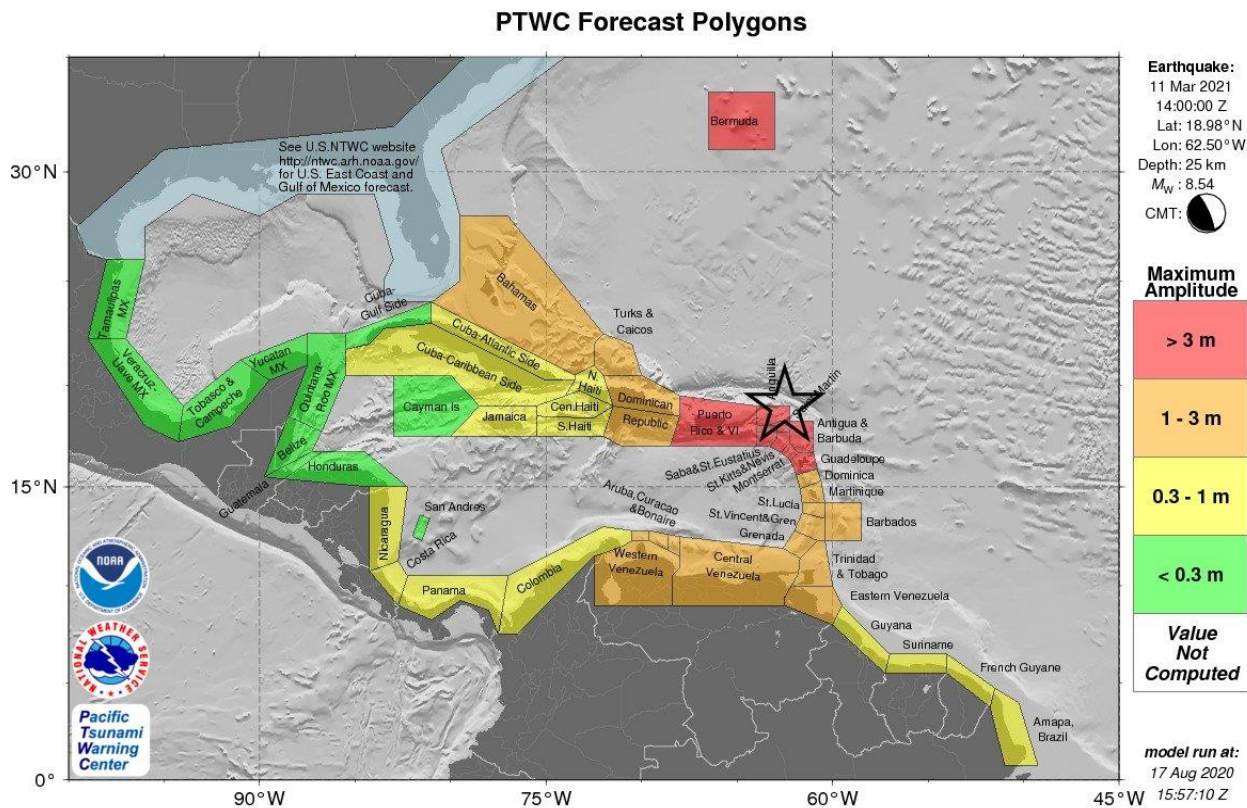 PTWC Forecast Polygons
Earthquake:
11 Mar 2021
14:00:00 Z
Lat: 18.98°N
Lon: 62.50°W
Depth: 25 km
Mw : 8.54
CMT:
Maximum
Amplitude
> 3 m
1 - 3 m
0.3 - 1 m
< 0.3 m
Value
Not
Computed
model run at:
17 Aug 2020
15:57:10 Z
30°N
15°N
0°
90°W
75°W
60°W
45°W
See U.S.NTWC website
http://ntwc.arh.noaa.gov/
for U.S. East Coast and
Gulf of Mexico forecast.
Bermuda
Bahamas
Turks &
Caicos
Cuba-
Gulf Side
Cuba-Atlantic Side
Cuba-Caribbean Side
Tamaulipas
MX
Veracruz-
Llave MX
Tobasco &
Campeche
Yucatan
MX
Quintana-
Roo MX
Belize
Honduras
Guatemala
Cayman Is
Jamaica
N.
Haiti
Cen.Haiti
S.Haiti
Dominican
Republic
Puerto
Rico & VI
Antigua &
Barbuda
Saba&St.Eustatius
St.Kitts&Nevis
Montserrat
Guadeloupe
Dominica
Martinique
St.Lucia
St.Vincent&Gren
Barbados
Grenada
Aruba,Curacao
&Bonaire
San Andres
Nicaragua
Costa Rica
Panama
Colombia
Western
Venezuela
Central
Venezuela
Trinidad
& Tobago
Eastern Venezuela
Guyana
Suriname
French Guyane
Amapa,
Brazil
NOAA
NATIONAL WEATHER
SERVICE
Pacific
Tsunami
Warning
Center